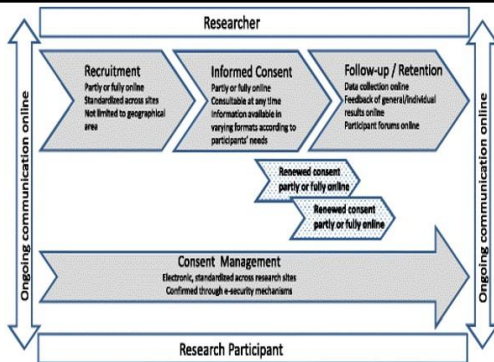 Researcher
Ongoing communication online
Recruitment
Partly or fully online
Standardized across sites
Not limited to geographical
area
Informed Consent
Partly or fully online
Consultable at any time
Information available in
varying formats according to
participants' needs
Follow-up / Retention
Data collection online
Feedback of general/individual
results online
Participant forums online
Renewed consent
partly or fully online
Renewed consent
partly or fully online
Consent Management
Electronic, standardized across research sites
Confirmed through e-security mechanisms
Ongoing communication online
Research Participant